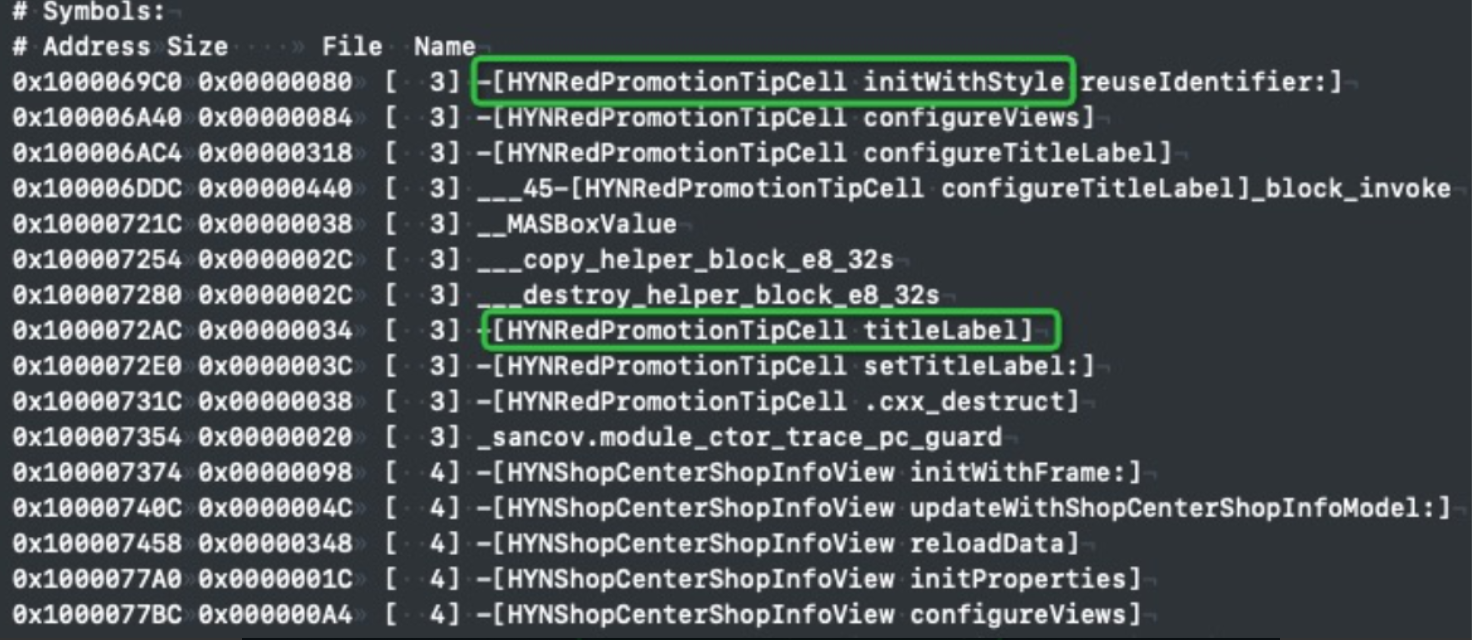 # Symbols:
# Address Size File Name
0x1000069C0 0x00000080 [ 3] -[HYNRedPromotionTipCell initWithStyle reuseIdentifier:]
0x100006A40 0x00000084 [ 3] -[HYNRedPromotionTipCell configureViews]
0x100006AC4 0x00000318 [ 3] -[HYNRedPromotionTipCell configureTitleLabel]
0x100006DDC 0x00000440 [ 3] ___45-[HYNRedPromotionTipCell configureTitleLabel]_block_invoke
0x10000721C 0x00000038 [ 3] __MASBoxValue
0x100007254 0x0000002C [ 3] ___copy_helper_block_e8_32s
0x100007280 0x0000002C [ 3] ___destroy_helper_block_e8_32s
0x1000072AC 0x00000034 [ 3] -[HYNRedPromotionTipCell titleLabel]
0x1000072E0 0x0000003C [ 3] -[HYNRedPromotionTipCell setTitleLabel:]
0x10000731C 0x00000038 [ 3] -[HYNRedPromotionTipCell .cxx_destruct]
0x100007354 0x00000020 [ 3] _sancov.module_ctor_trace_pc_guard
0x100007374 0x00000098 [ 4] -[HYNShopCenterShopInfoView initWithFrame:]
0x10000740C 0x0000004C [ 4] -[HYNShopCenterShopInfoView updateWithShopCenterShopInfoModel:]
0x100007458 0x00000348 [ 4] -[HYNShopCenterShopInfoView reloadData]
0x1000077A0 0x0000001C [ 4] -[HYNShopCenterShopInfoView initProperties]
0x1000077BC 0x000000A4 [ 4] -[HYNShopCenterShopInfoView configureViews]